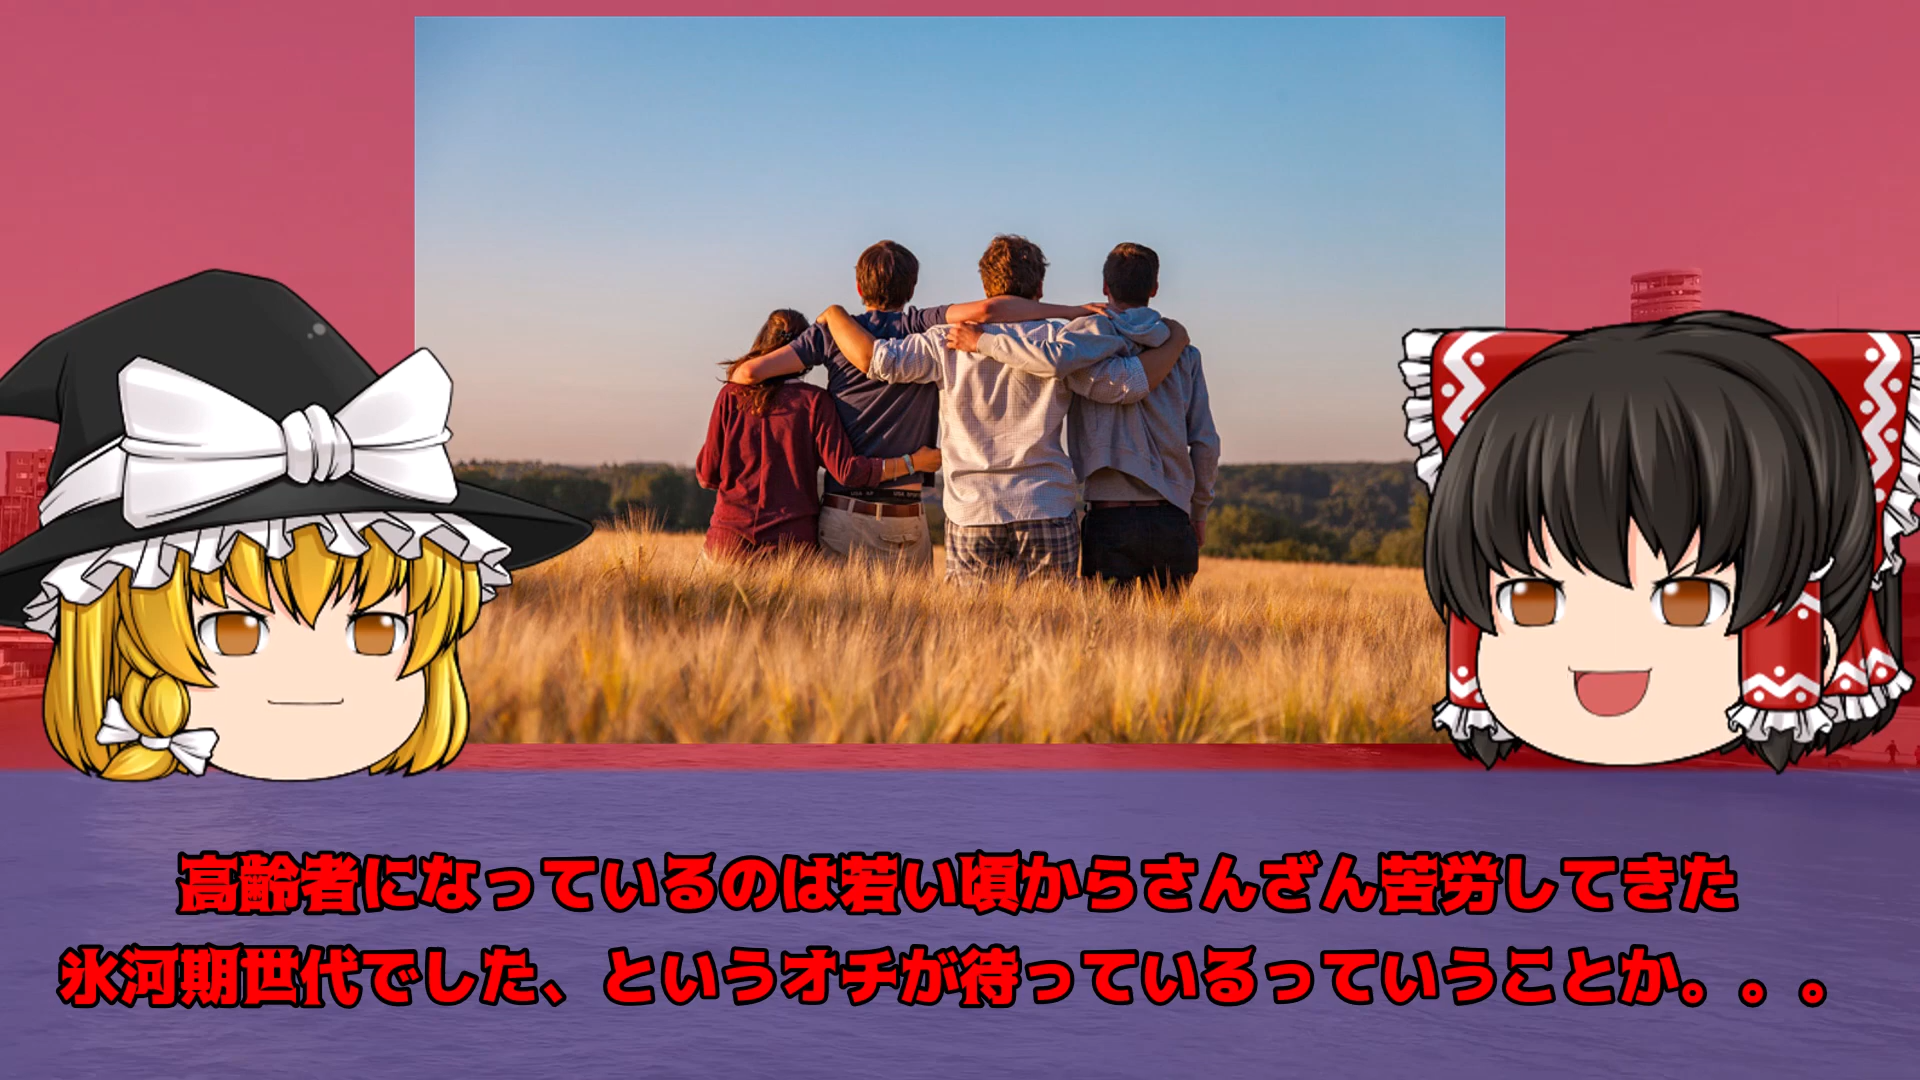 高齢者になっているのは若い頃からさんざん苦労してきた
氷河期世代でした、というオチが待っているっていうことか。。。